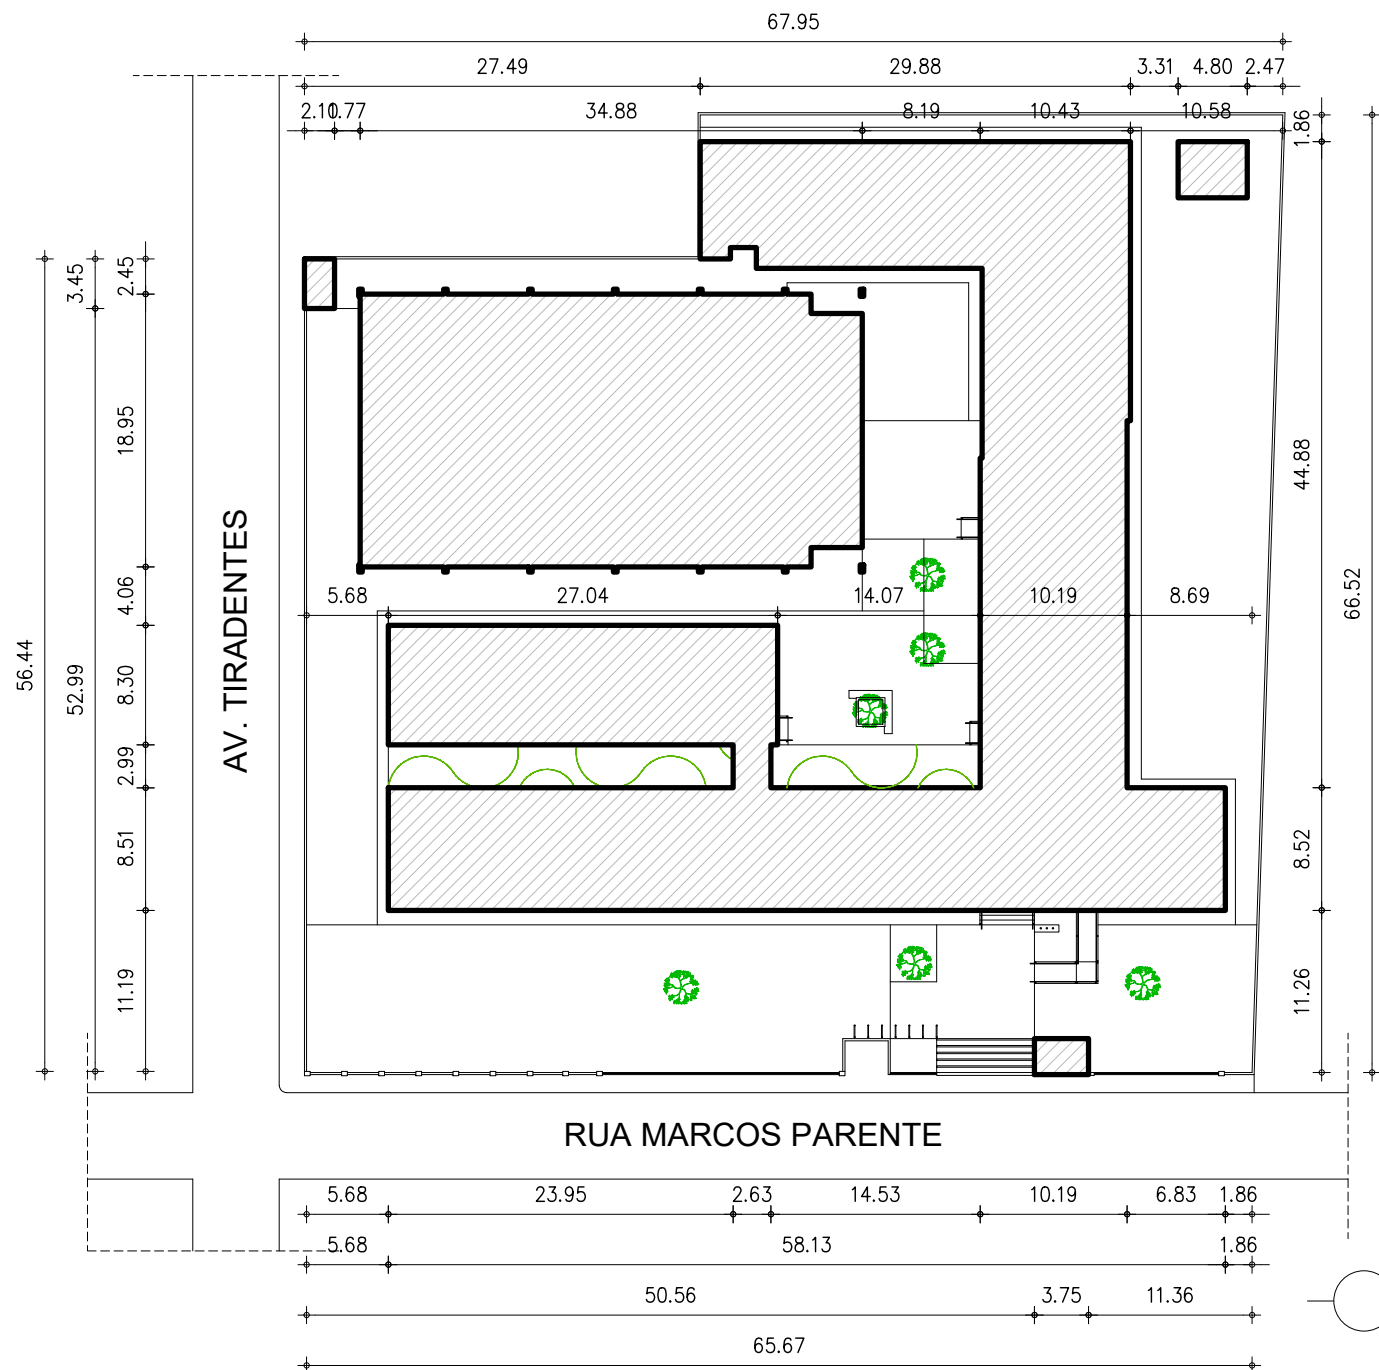 67.95
27.49 29.88 3.31 4.80 2.47
2.10 0.77 34.88 8.19 10.43 10.58
1.86
3.45 2.45
18.95
44.88
AV. TIRADENTES
4.06
5.68 27.04 14.07 10.19 8.69
66.52
56.44
52.99
8.30
2.99
8.51
8.52
11.19
11.26
RUA MARCOS PARENTE
5.68 23.95 2.63 14.53 10.19 6.83 1.86
5.68 58.13 1.86
50.56 3.75 11.36
65.67